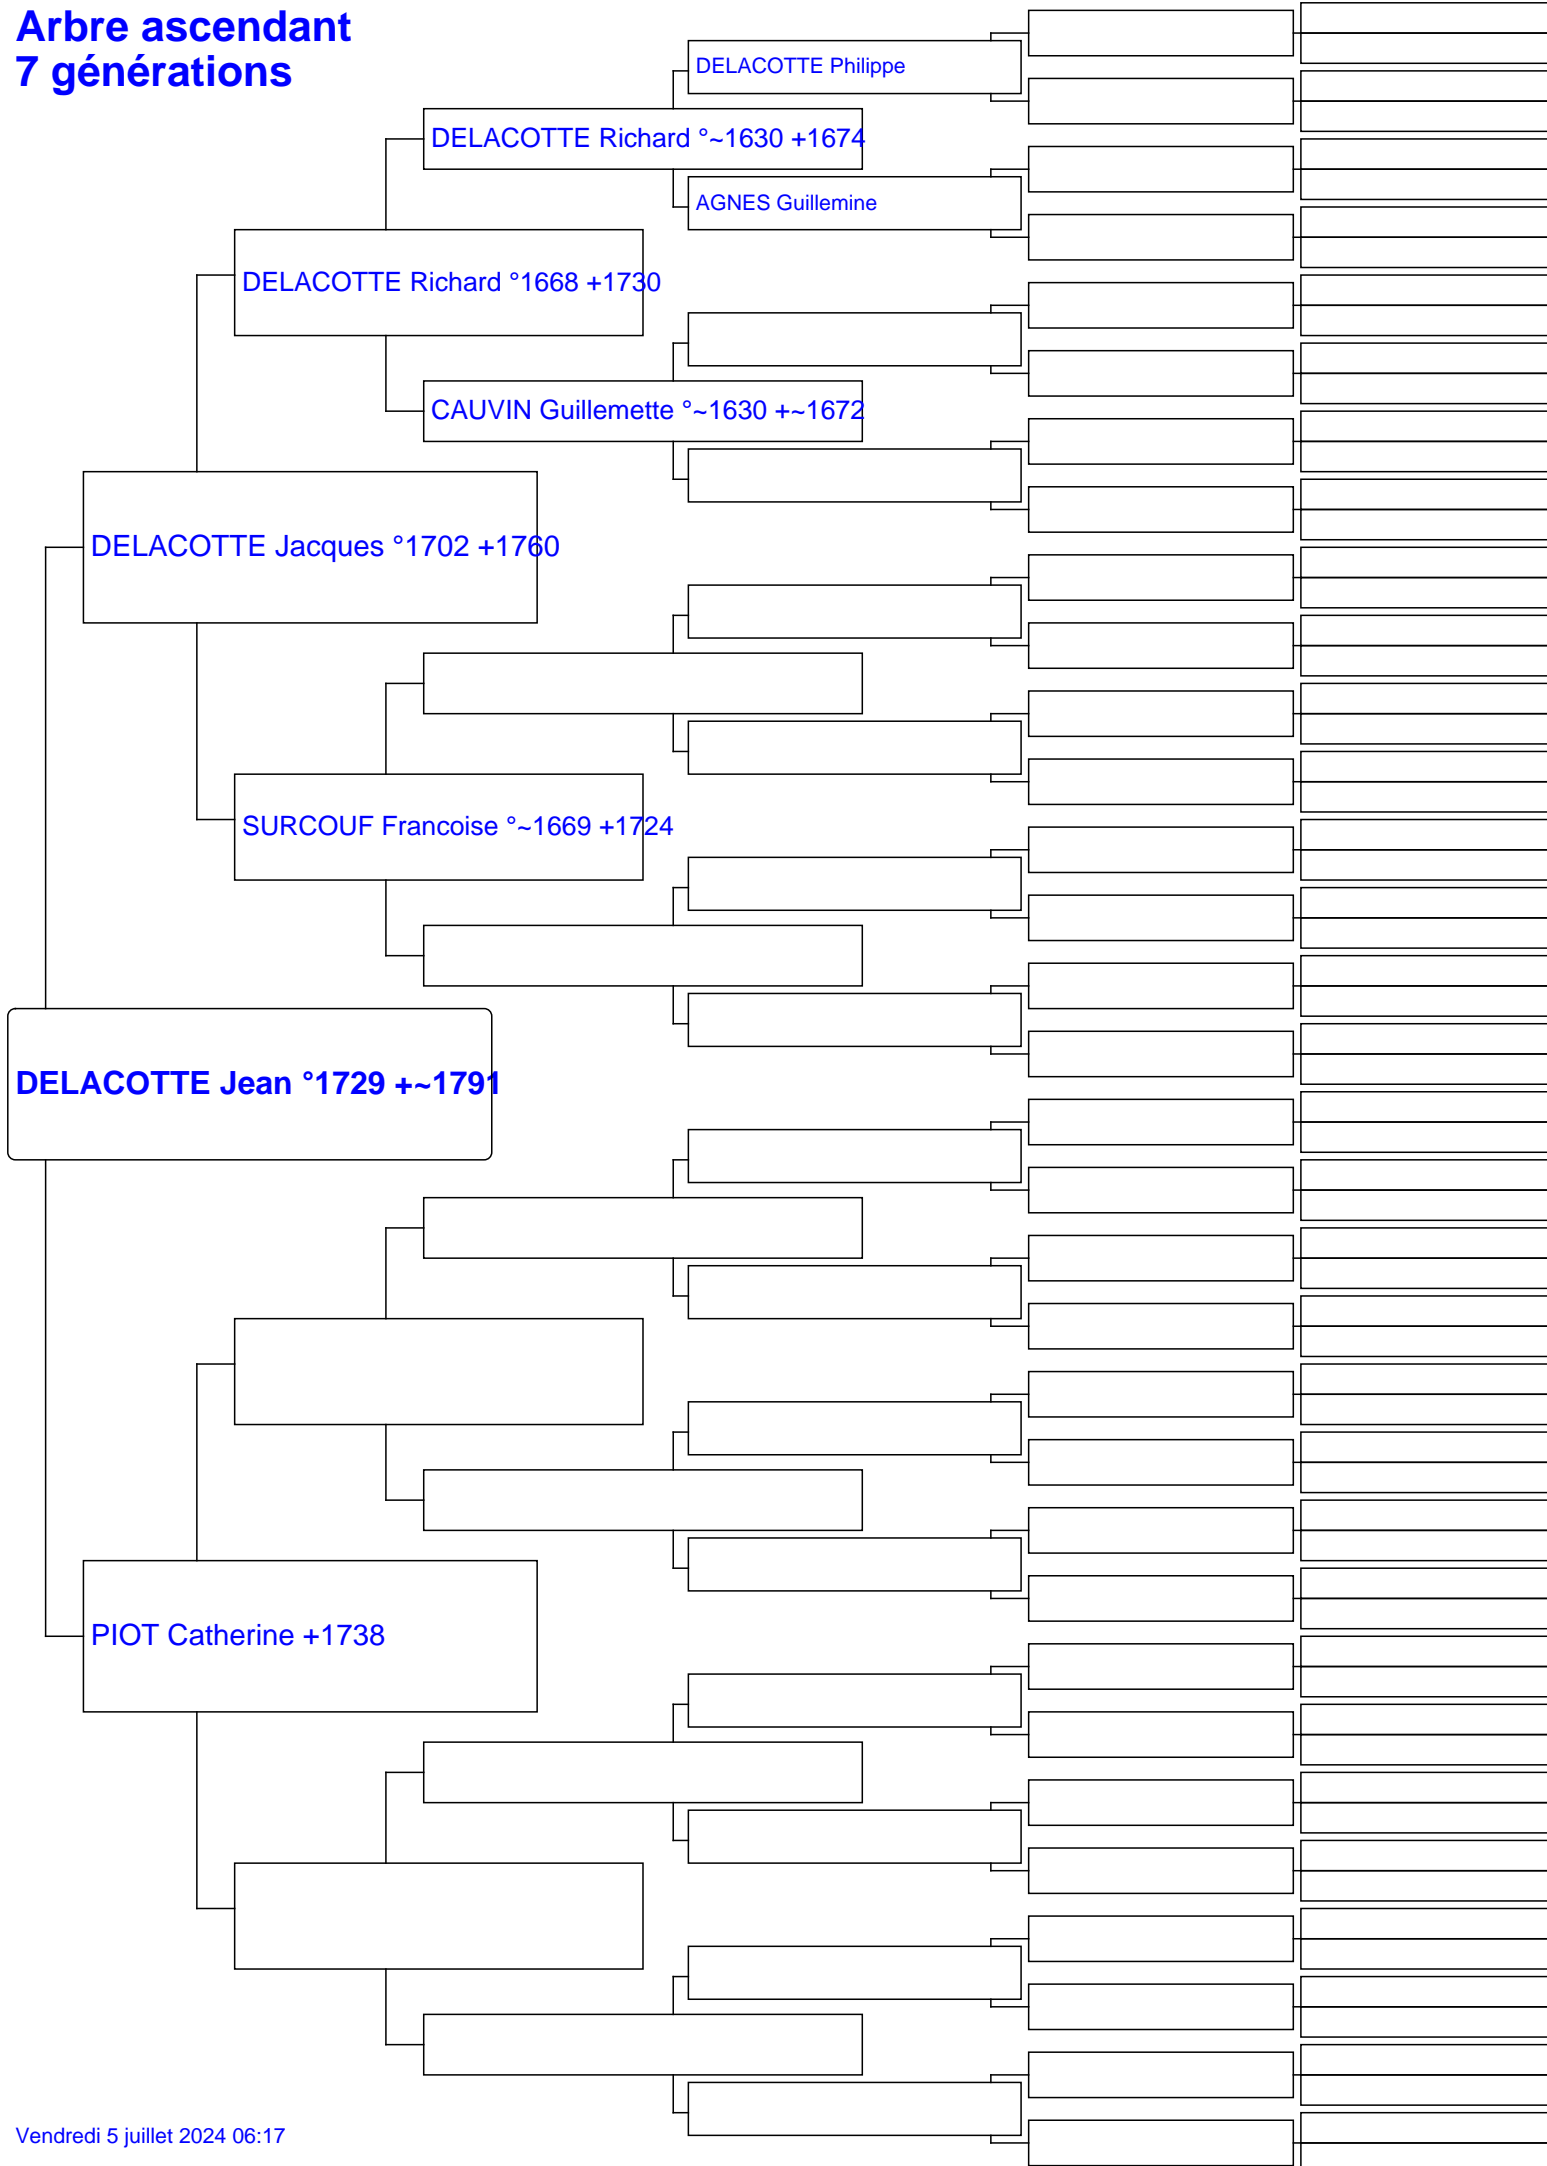 Arbre ascendant
7 générations
DELACOTTE Philippe
DELACOTTE Richard °~1630 +1674
AGNES Guillemine
DELACOTTE Richard °1668 +1730
CAUVIN Guillemette °~1630 +~1672
DELACOTTE Jacques °1702 +1760
SURCOUF Francoise °~1669 +1724
DELACOTTE Jean °1729 +~1791
PIOT Catherine +1738
Vendredi 5 juillet 2024 06:17